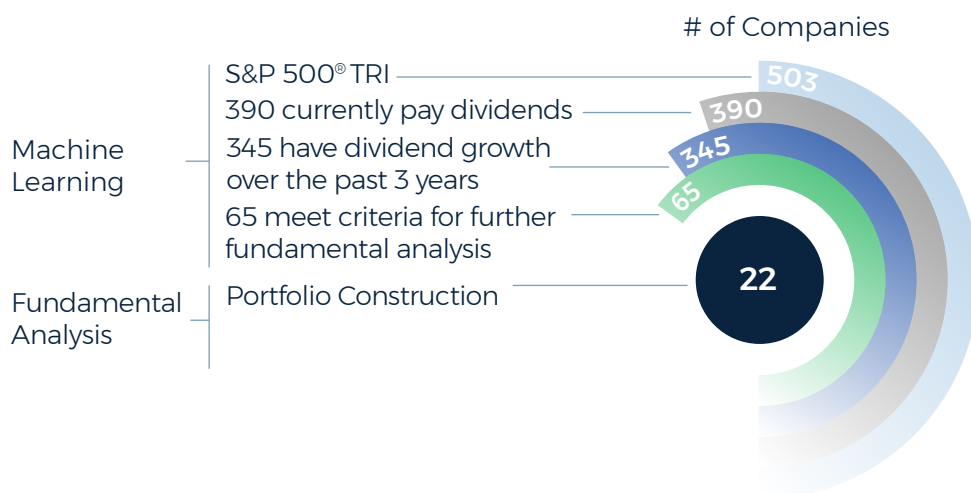 # of Companies
S&P 500® TRI
503
390 currently pay dividends
390
Machine
Learning
345 have dividend growth
over the past 3 years
345
65 meet criteria for further
fundamental analysis
65
Fundamental
Analysis
Portfolio Construction
22